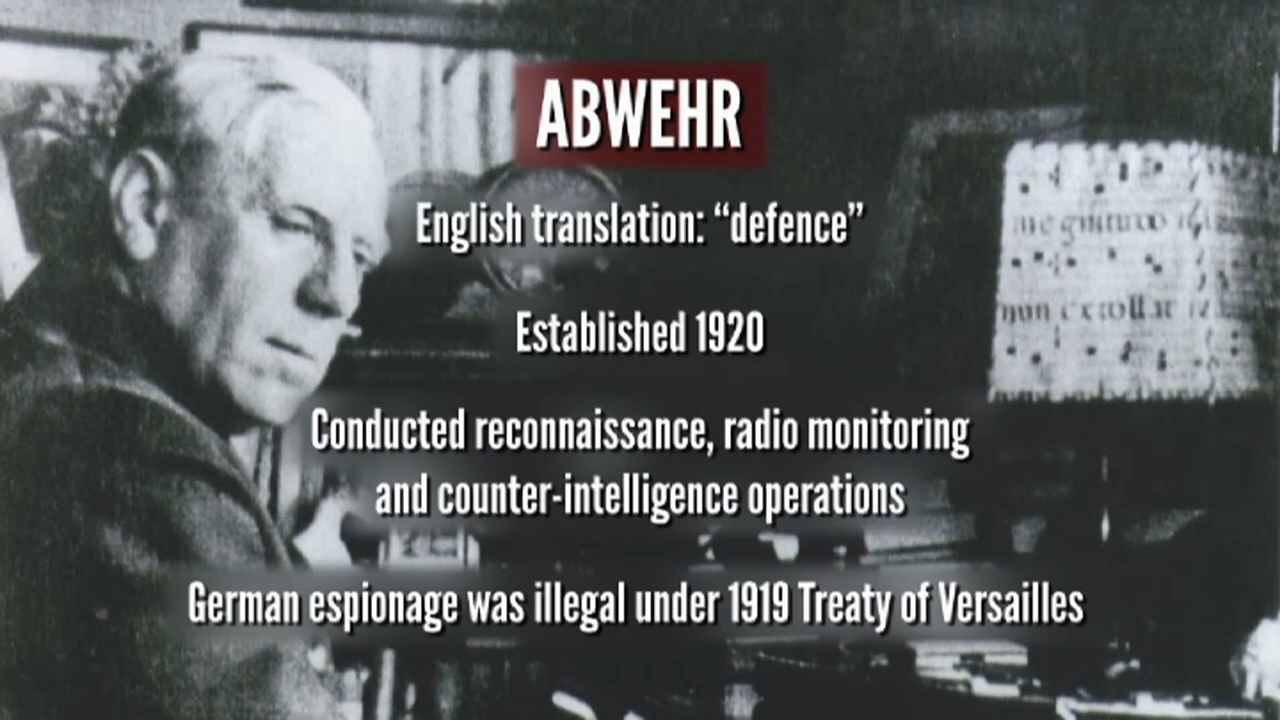 ABWEHR
English translation: “defence”
Established 1920
Conducted reconnaissance, radio monitoring
and counter-intelligence operations
German espionage was illegal under 1919 Treaty of Versailles